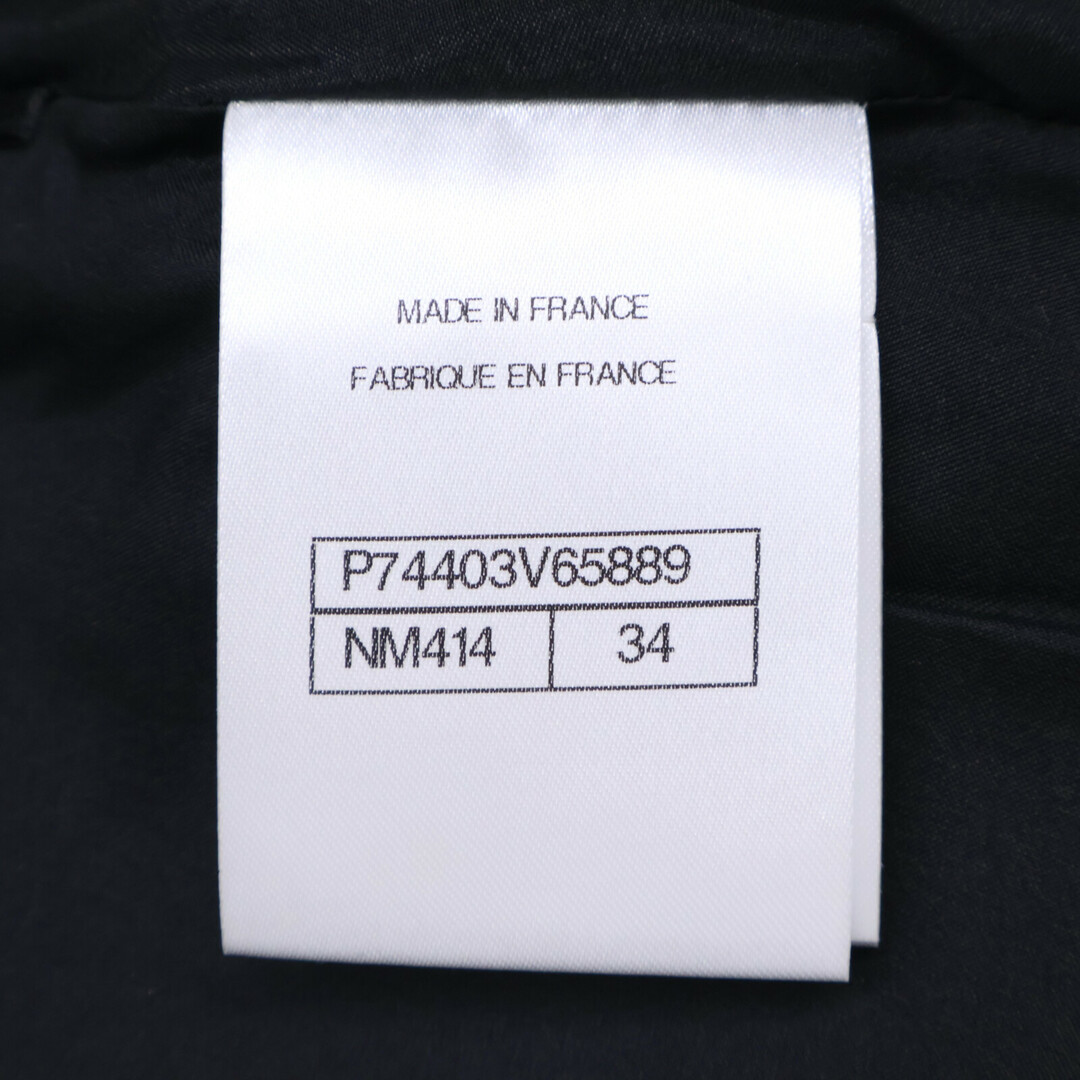 MADE IN FRANCE
FABRIQUE EN FRANCE
P74403V65889
NM414 34